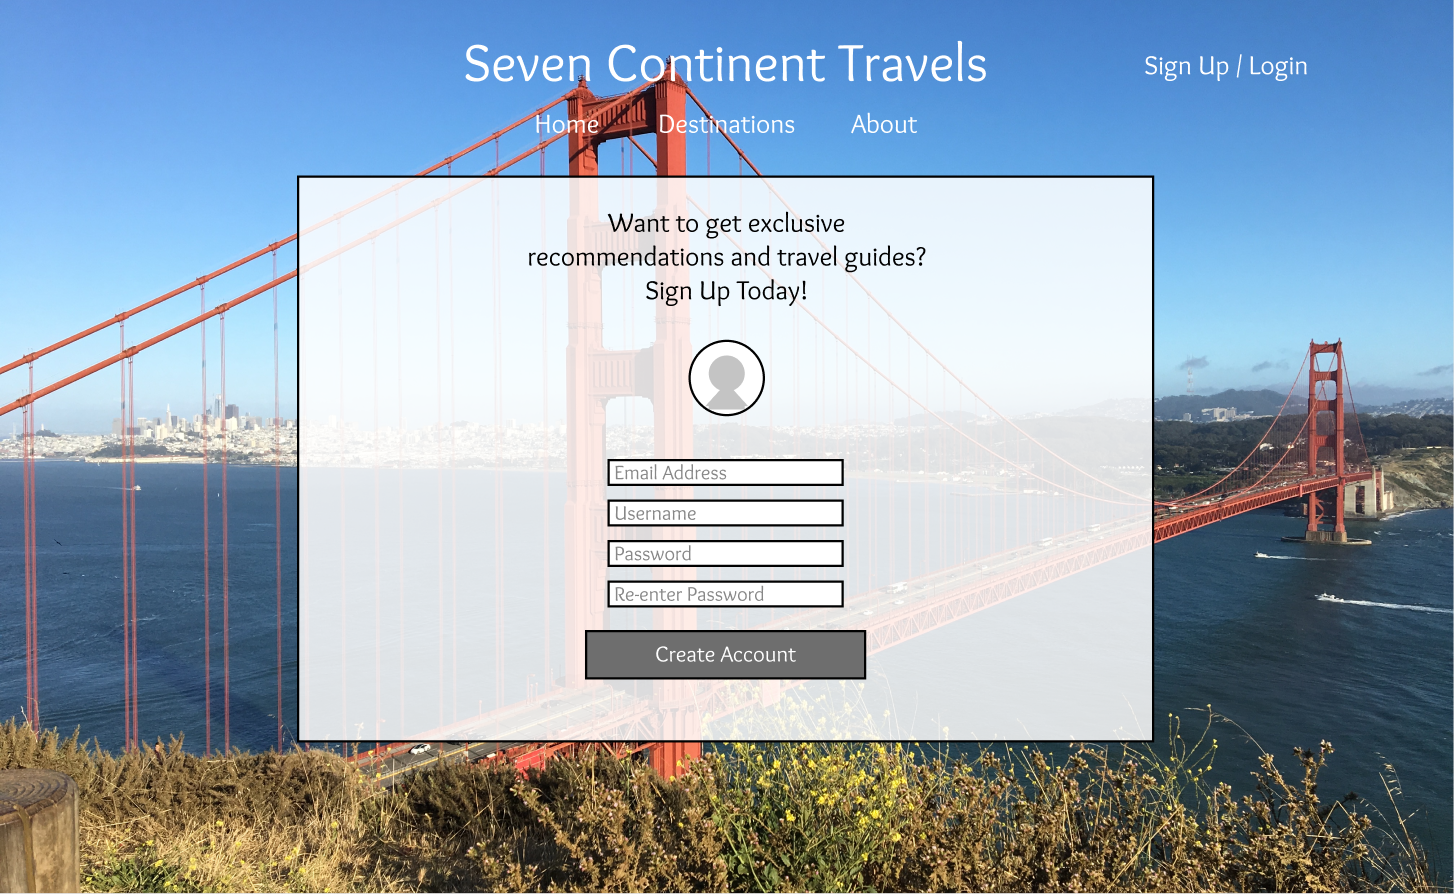 Seven Continent Travels
Sign Up / Login
Home Destinations About
Want to get exclusive
recommendations and travel guides?
Sign Up Today!
Email Address
Username
Password
Re-enter Password
Create Account